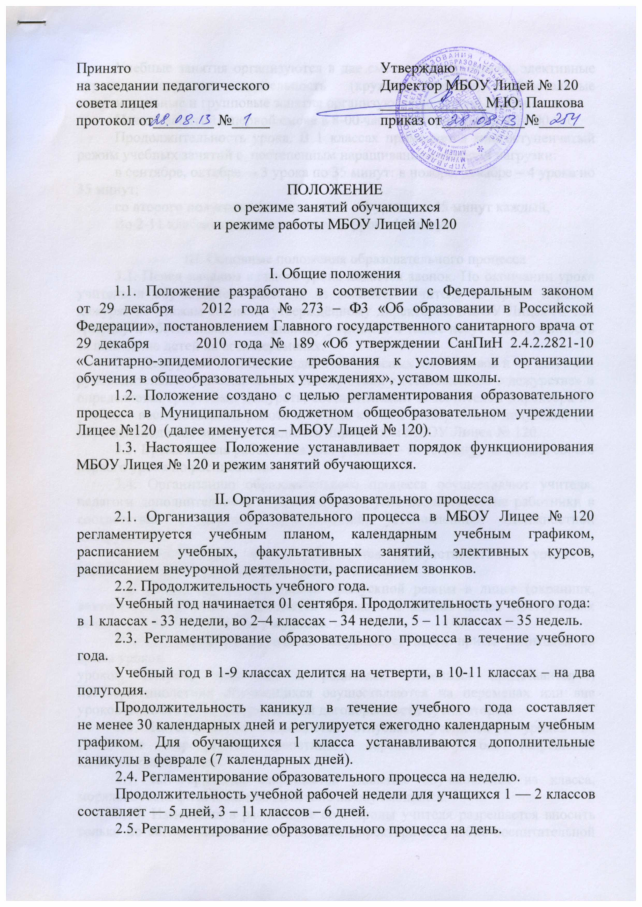 Принято
на заседании педагогического
совета лицея
протокол от 28.08.13 № 1
Утверждаю
Директор МБОУ Лицей № 120
М.Ю. Пашкова
приказ от 28.08.13 № 254
ПОЛОЖЕНИЕ
о режиме занятий обучающихся
и режиме работы МБОУ Лицей №120
I. Общие положения
1.1. Положение разработано в соответствии с Федеральным законом
от 29 декабря 2012 года № 273 – ФЗ «Об образовании в Российской
Федерации», постановлением Главного государственного санитарного врача от
29 декабря 2010 года № 189 «Об утверждении СанПиН 2.4.2.2821-10
«Санитарно-эпидемиологические требования к условиям и организации
обучения в общеобразовательных учреждениях», уставом школы.
1.2. Положение создано с целью регламентирования образовательного
процесса в Муниципальном бюджетном общеобразовательном учреждении
Лицее №120 (далее именуется – МБОУ Лицей № 120).
1.3. Настоящее Положение устанавливает порядок функционирования
МБОУ Лицея № 120 и режим занятий обучающихся.
II. Организация образовательного процесса
2.1. Организация образовательного процесса в МБОУ Лицее № 120
регламентируется учебным планом, календарным учебным графиком,
расписанием учебных, факультативных занятий, элективных курсов,
расписанием внеурочной деятельности, расписанием звонков.
2.2. Продолжительность учебного года.
Учебный год начинается 01 сентября. Продолжительность учебного года:
в 1 классах - 33 недели, во 2–4 классах – 34 недели, 5 – 11 классах – 35 недель.
2.3. Регламентирование образовательного процесса в течение учебного
года.
Учебный год в 1-9 классах делится на четверти, в 10-11 классах – на два
полугодия.
Продолжительность каникул в течение учебного года составляет
не менее 30 календарных дней и регулируется ежегодно календарным учебным
графиком. Для обучающихся 1 класса устанавливаются дополнительные
каникулы в феврале (7 календарных дней).
2.4. Регламентирование образовательного процесса на неделю.
Продолжительность учебной рабочей недели для учащихся 1 — 2 классов
составляет — 5 дней, 3 – 11 классов – 6 дней.
2.5. Регламентирование образовательного процесса на день.